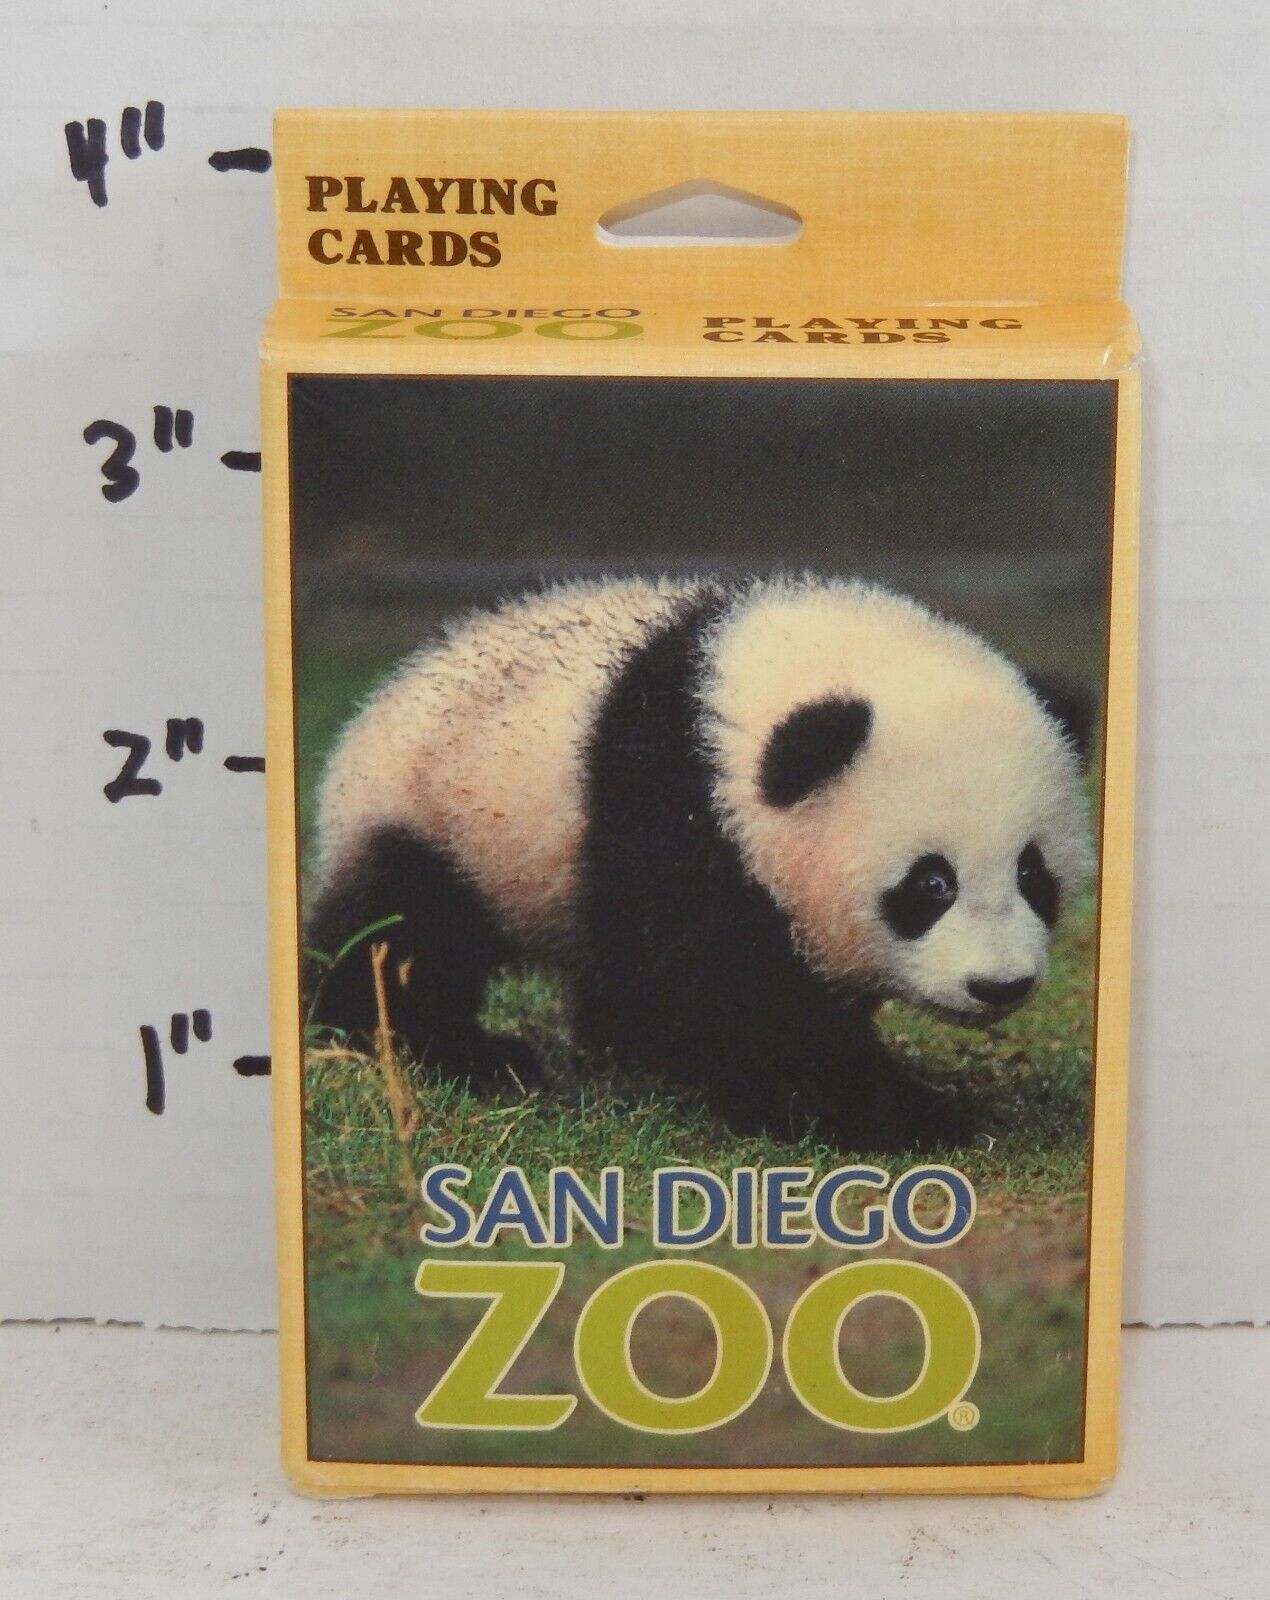 4"
PLAYING
CARDS
SAN DIEGO
ZOO
PLAYING
CARDS
3"
2"
1"
SAN DIEGO
ZOO®